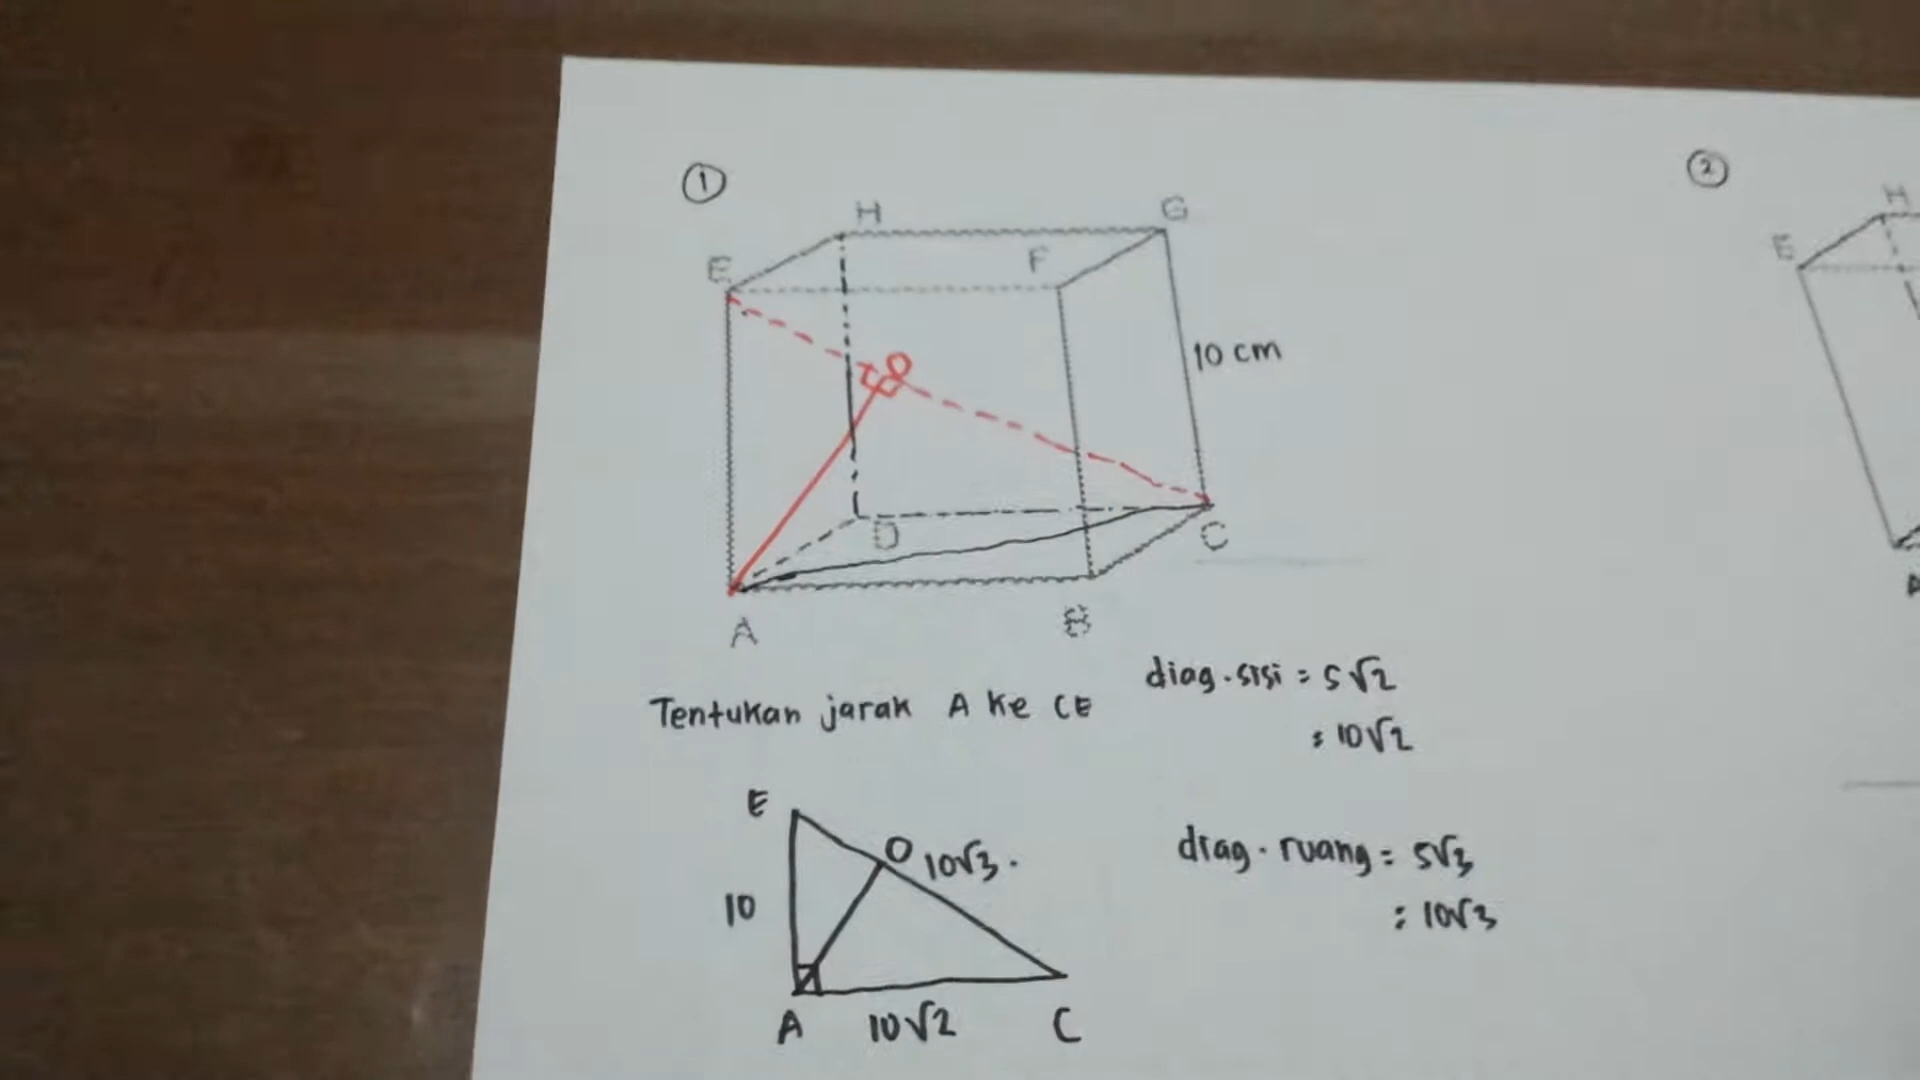 1
H G
E F
O
10 cm
D
C
A B
Tentukan jarak A ke CE
diag.sisi = s√2
= 10√2
E
O 10√3.
10
A 10√2 C
diag. ruang = s√3
= 10√3
2
H
E
A